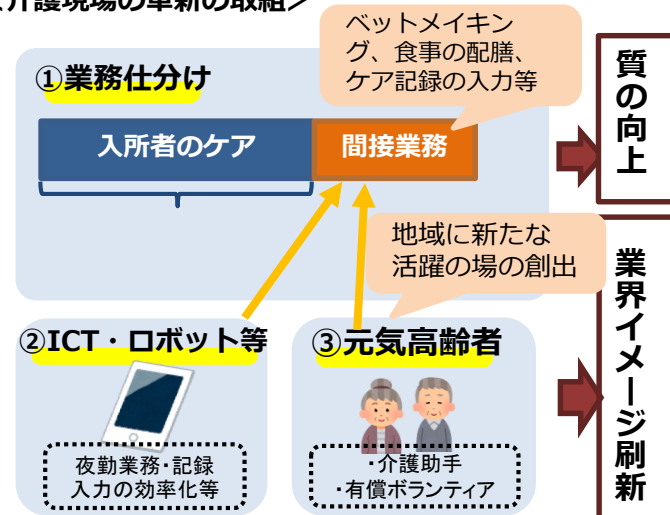 介護現場の革新の取組＞
ベットメイキン
グ、食事の配膳、
ケア記録の入力等
①業務仕分け
入所者のケア
間接業務
質の向上
地域に新たな
活躍の場の創出
②ICT・ロボット等
夜勤業務・記録
入力の効率化等
③元気高齢者
・介護助手
・有償ボランティア
業界イメージ刷新